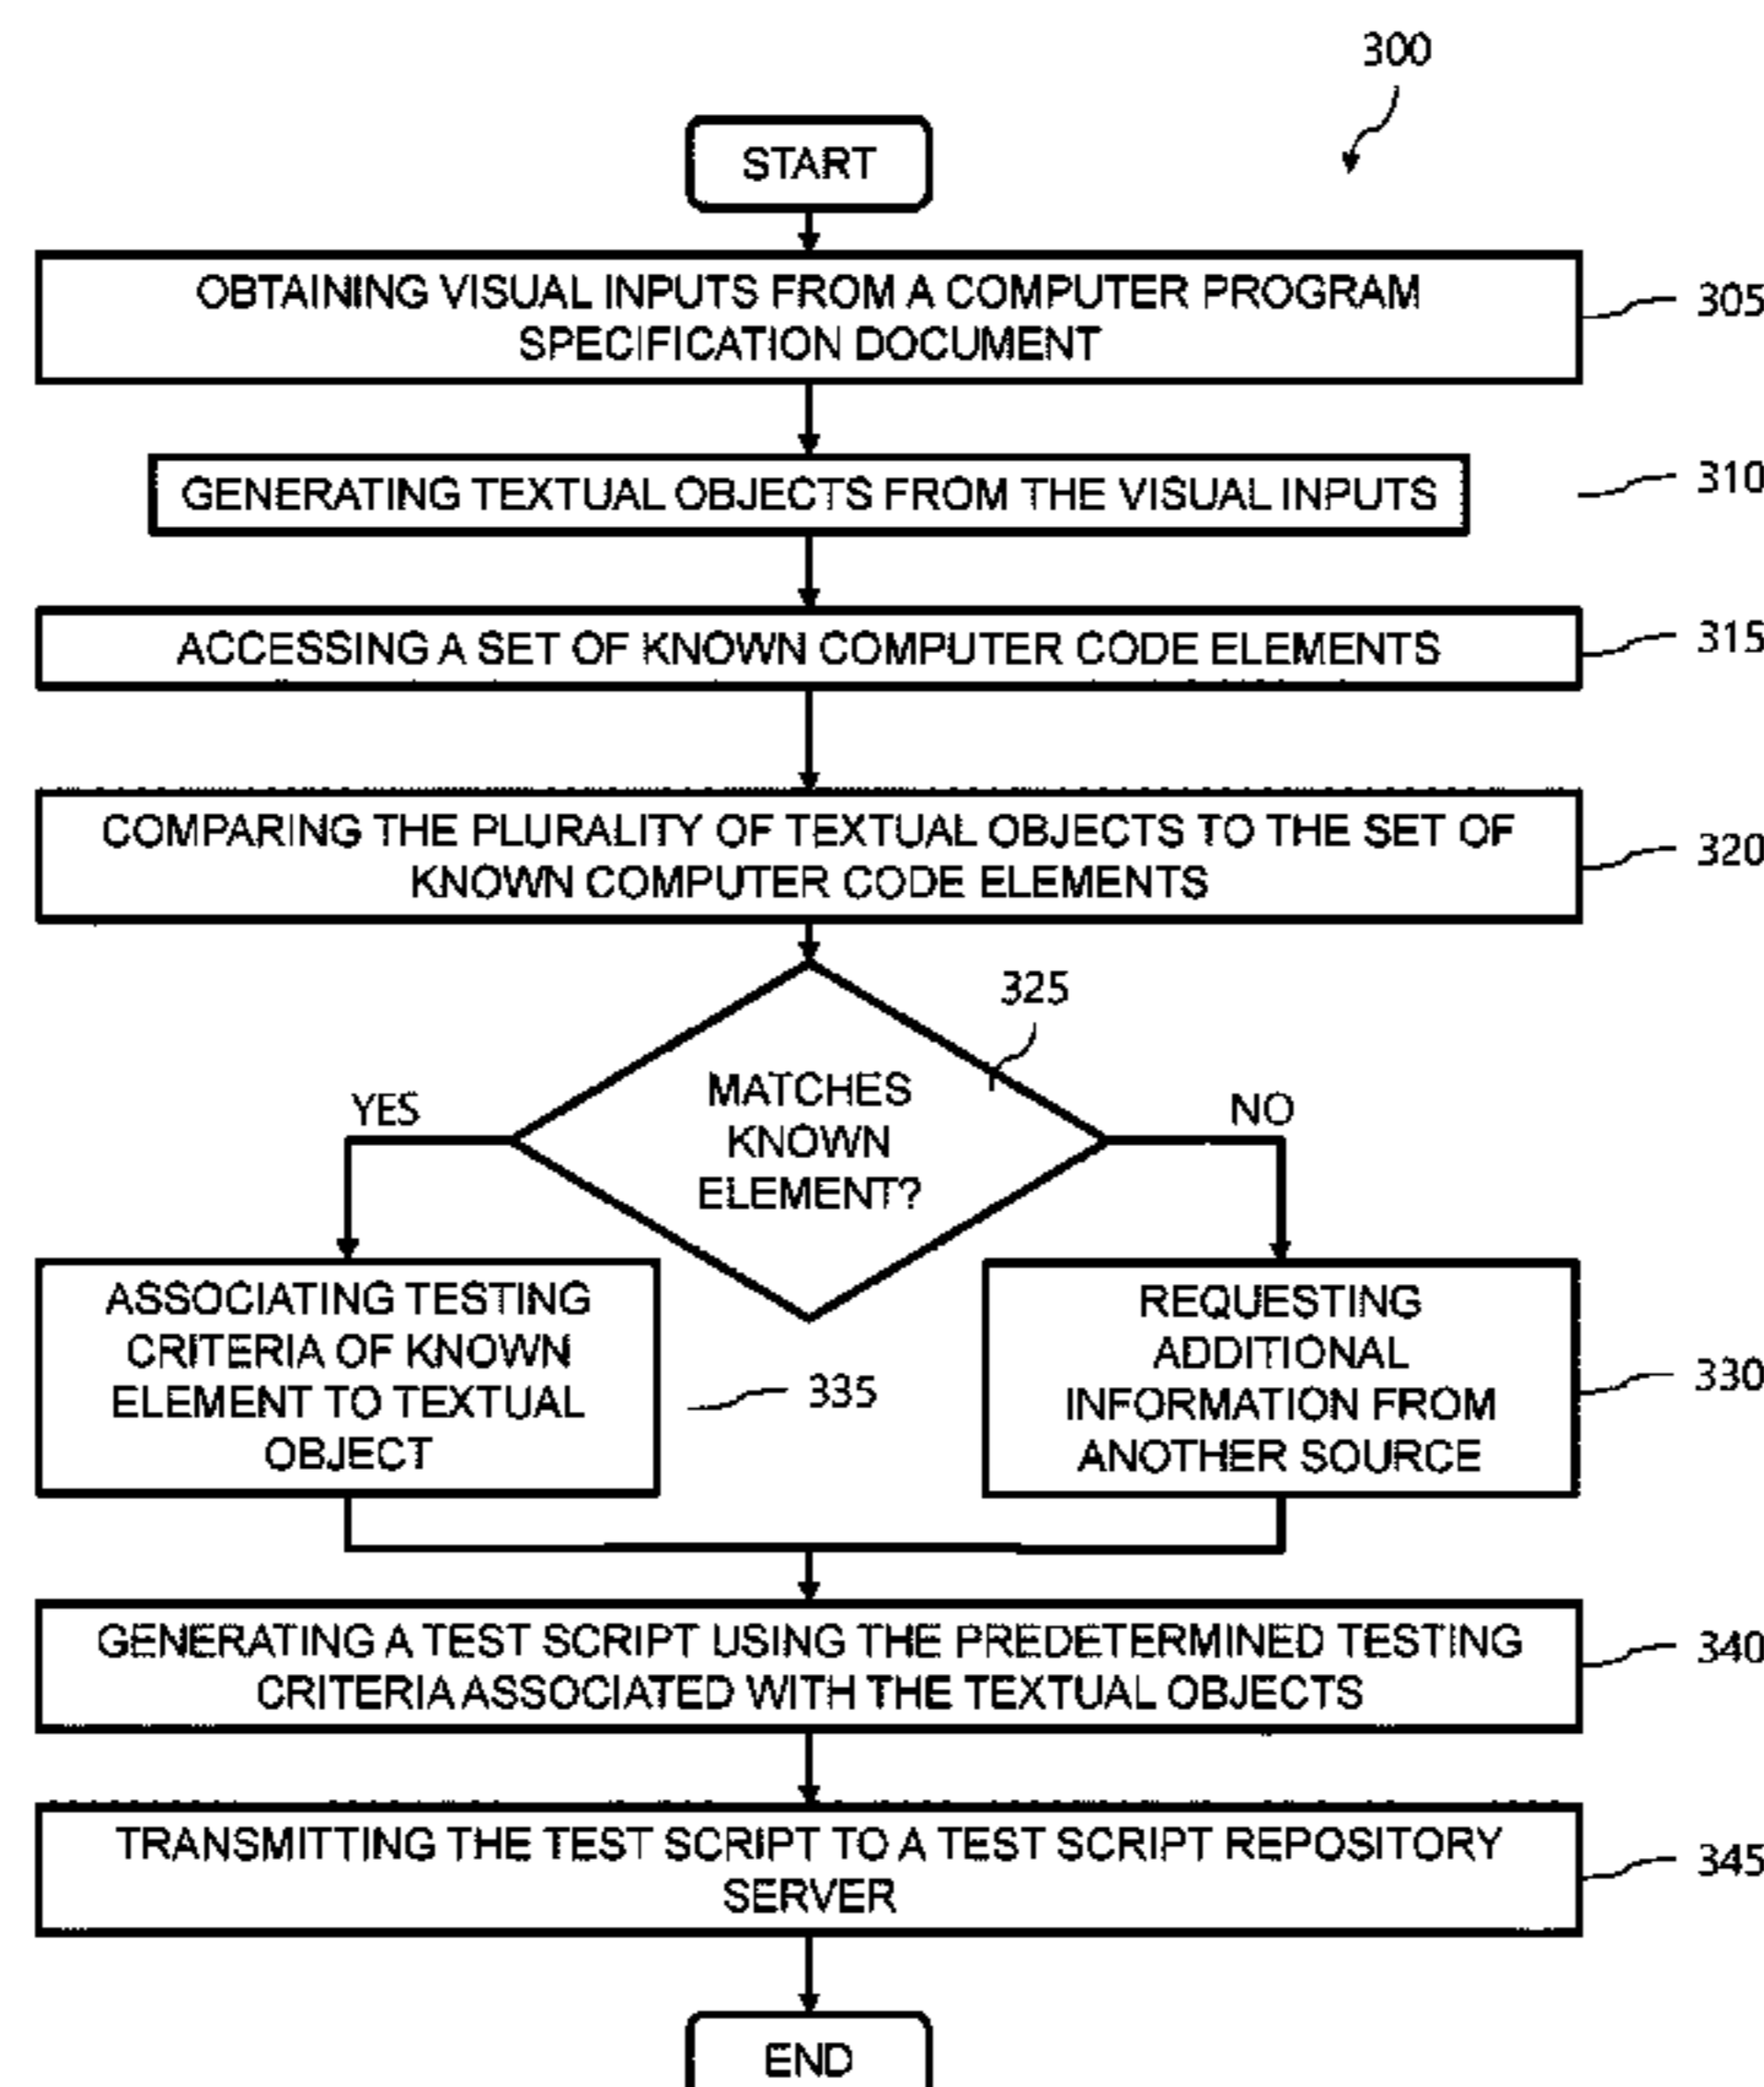 300
START
OBTAINING VISUAL INPUTS FROM A COMPUTER PROGRAM
SPECIFICATION DOCUMENT
305
GENERATING TEXTUAL OBJECTS FROM THE VISUAL INPUTS
310
ACCESSING A SET OF KNOWN COMPUTER CODE ELEMENTS
315
COMPARING THE PLURALITY OF TEXTUAL OBJECTS TO THE SET OF
KNOWN COMPUTER CODE ELEMENTS
320
325
MATCHES
KNOWN
ELEMENT?
YES
NO
ASSOCIATING TESTING
CRITERIA OF KNOWN
ELEMENT TO TEXTUAL
OBJECT
335
REQUESTING
ADDITIONAL
INFORMATION FROM
ANOTHER SOURCE
330
GENERATING A TEST SCRIPT USING THE PREDETERMINED TESTING
CRITERIA ASSOCIATED WITH THE TEXTUAL OBJECTS
340
TRANSMITTING THE TEST SCRIPT TO A TEST SCRIPT REPOSITORY
SERVER
345
END